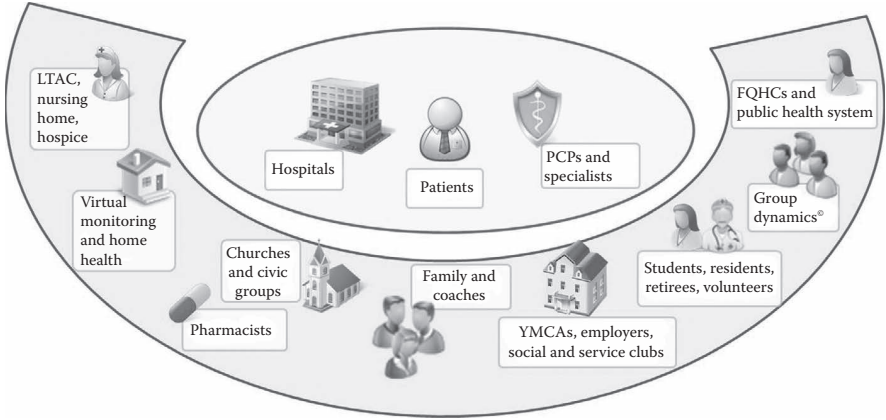 LTAC,
nursing
home,
hospice
Virtual
monitoring
and home
health
Pharmacists
Churches
and civic
groups
Family and
coaches
YMCAs, employers,
social and service clubs
Students, residents,
retirees, volunteers
Group
dynamics©
FQHCs and
public health system
Hospitals
Patients
PCPs and
specialists